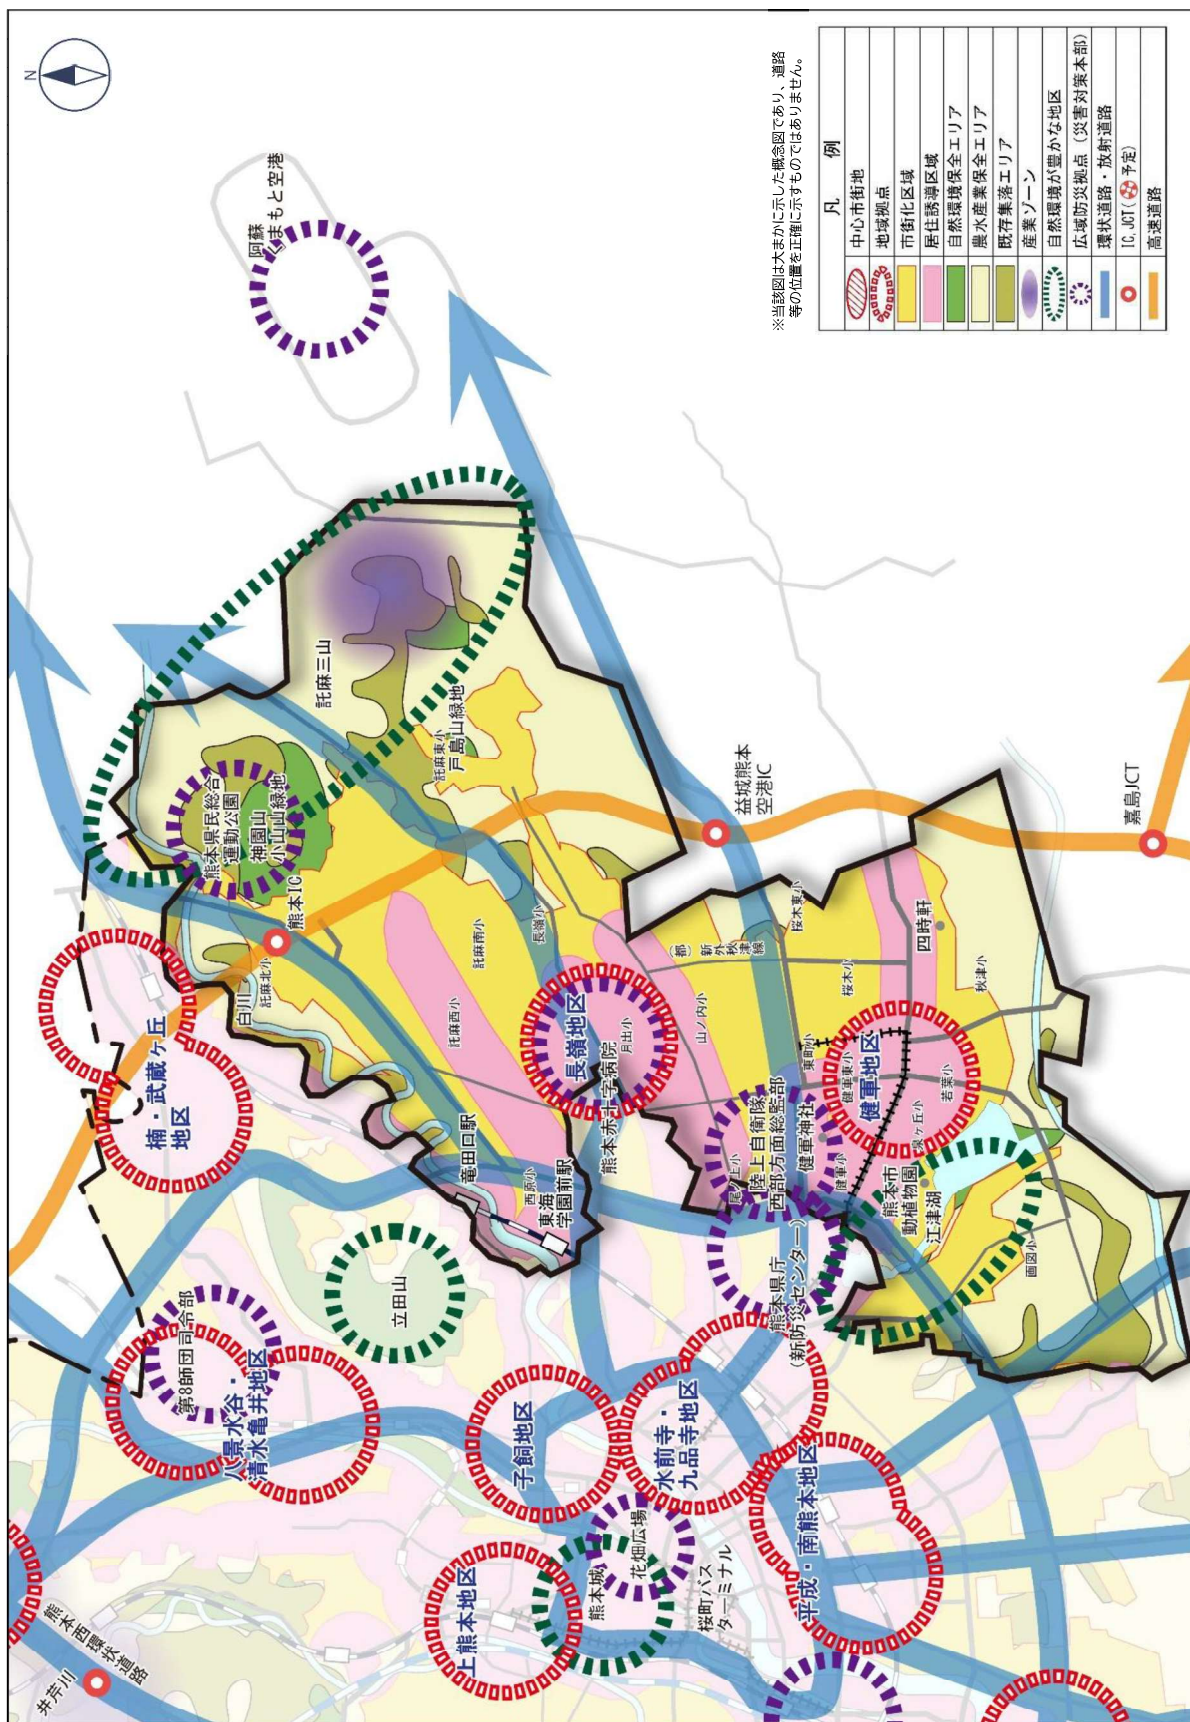 N
阿蘇
くまもと空港
※当該図は大まかに示した概念図であり、道路
等の位置を正確に示すものではありません。
凡 例
中心市街地
地域拠点
市街化区域
居住誘導区域
自然環境保全エリア
農水産業保全エリア
既存集落エリア
産業ゾーン
自然環境が豊かな地区
広域防災拠点（災害対策本部）
環状道路・放射道路
IC, JCT( 予定)
高速道路
託麻三山
熊本県民総合
運動公園
神園山
小山山緑地
託麻東小
戸島山緑地
熊本IC
益城熊本
空港IC
嘉島JCT
白川
託麻北小
託麻南小
長嶺小
託麻西小
(都)新外秋津線
桜木東小
桜木小
四時軒
秋津小
山ノ内小
楠・武蔵ヶ丘
地区
長嶺地区
月出小
熊本赤十字病院
東町小
健軍東小
健軍地区
若葉小
泉ヶ丘小
竜田口駅
西原小
東海
学園前駅
尾ノ上小
陸上自衛隊
西部方面総監部
健軍神社
健軍小
熊本市
動植物園
江津湖
画図小
熊本県庁
（新防災センター）
立田山
第8師団司令部
八景水谷・
清水亀井地区
子飼地区
水前寺・
九品寺地区
平成・南熊本地区
上熊本地区
熊本城
花畑広場
桜町バス
ターミナル
熊本西環状道路
井芹川